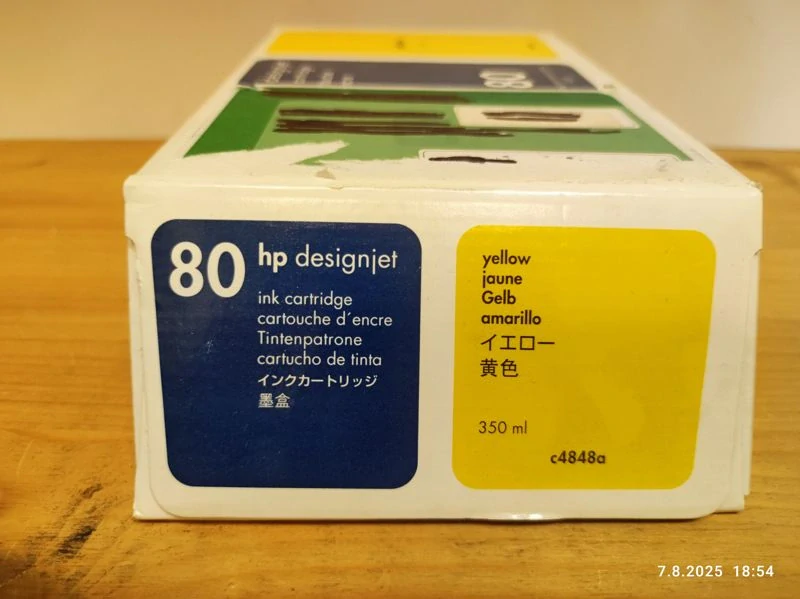 80
80
hp designjet
ink cartridge
cartouche d´encre
Tintenpatrone
cartucho de tinta
インクカートリッジ
墨盒
yellow
jaune
Gelb
amarillo
イエロー
黄色
350 ml
c4848a
7.8.2025 18:54